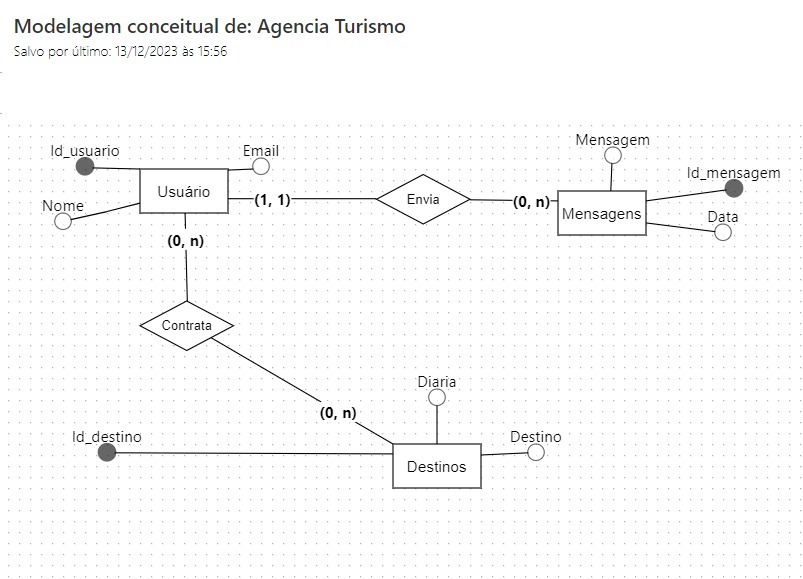 Modelagem conceitual de: Agencia Turismo
Salvo por último: 13/12/2023 às 15:56
Mensagem
Id_usuario
Email
Id_mensagem
Usuário
Envia
(1, 1)
(0, n)
Nome
Mensagens
Data
(0, n)
Contrata
Diaria
(0, n)
Id_destino
Destino
Destinos